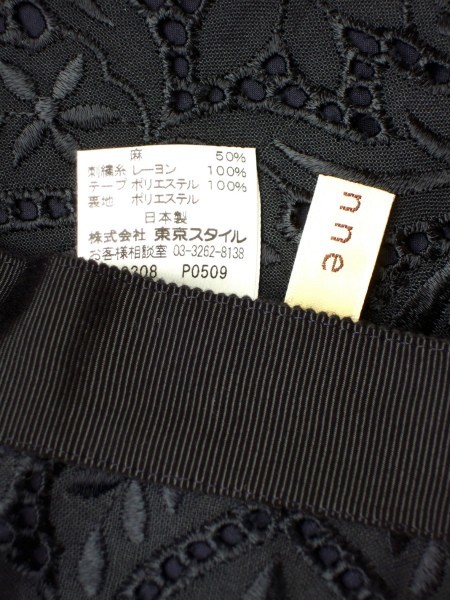 麻 50%
刺繍糸 レーヨン 100%
テープ ポリエステル 100%
裏地 ポリエステル
日本製
株式会社 東京スタイル
お客様相談室 03-3262-8138
0308 P0509
nne